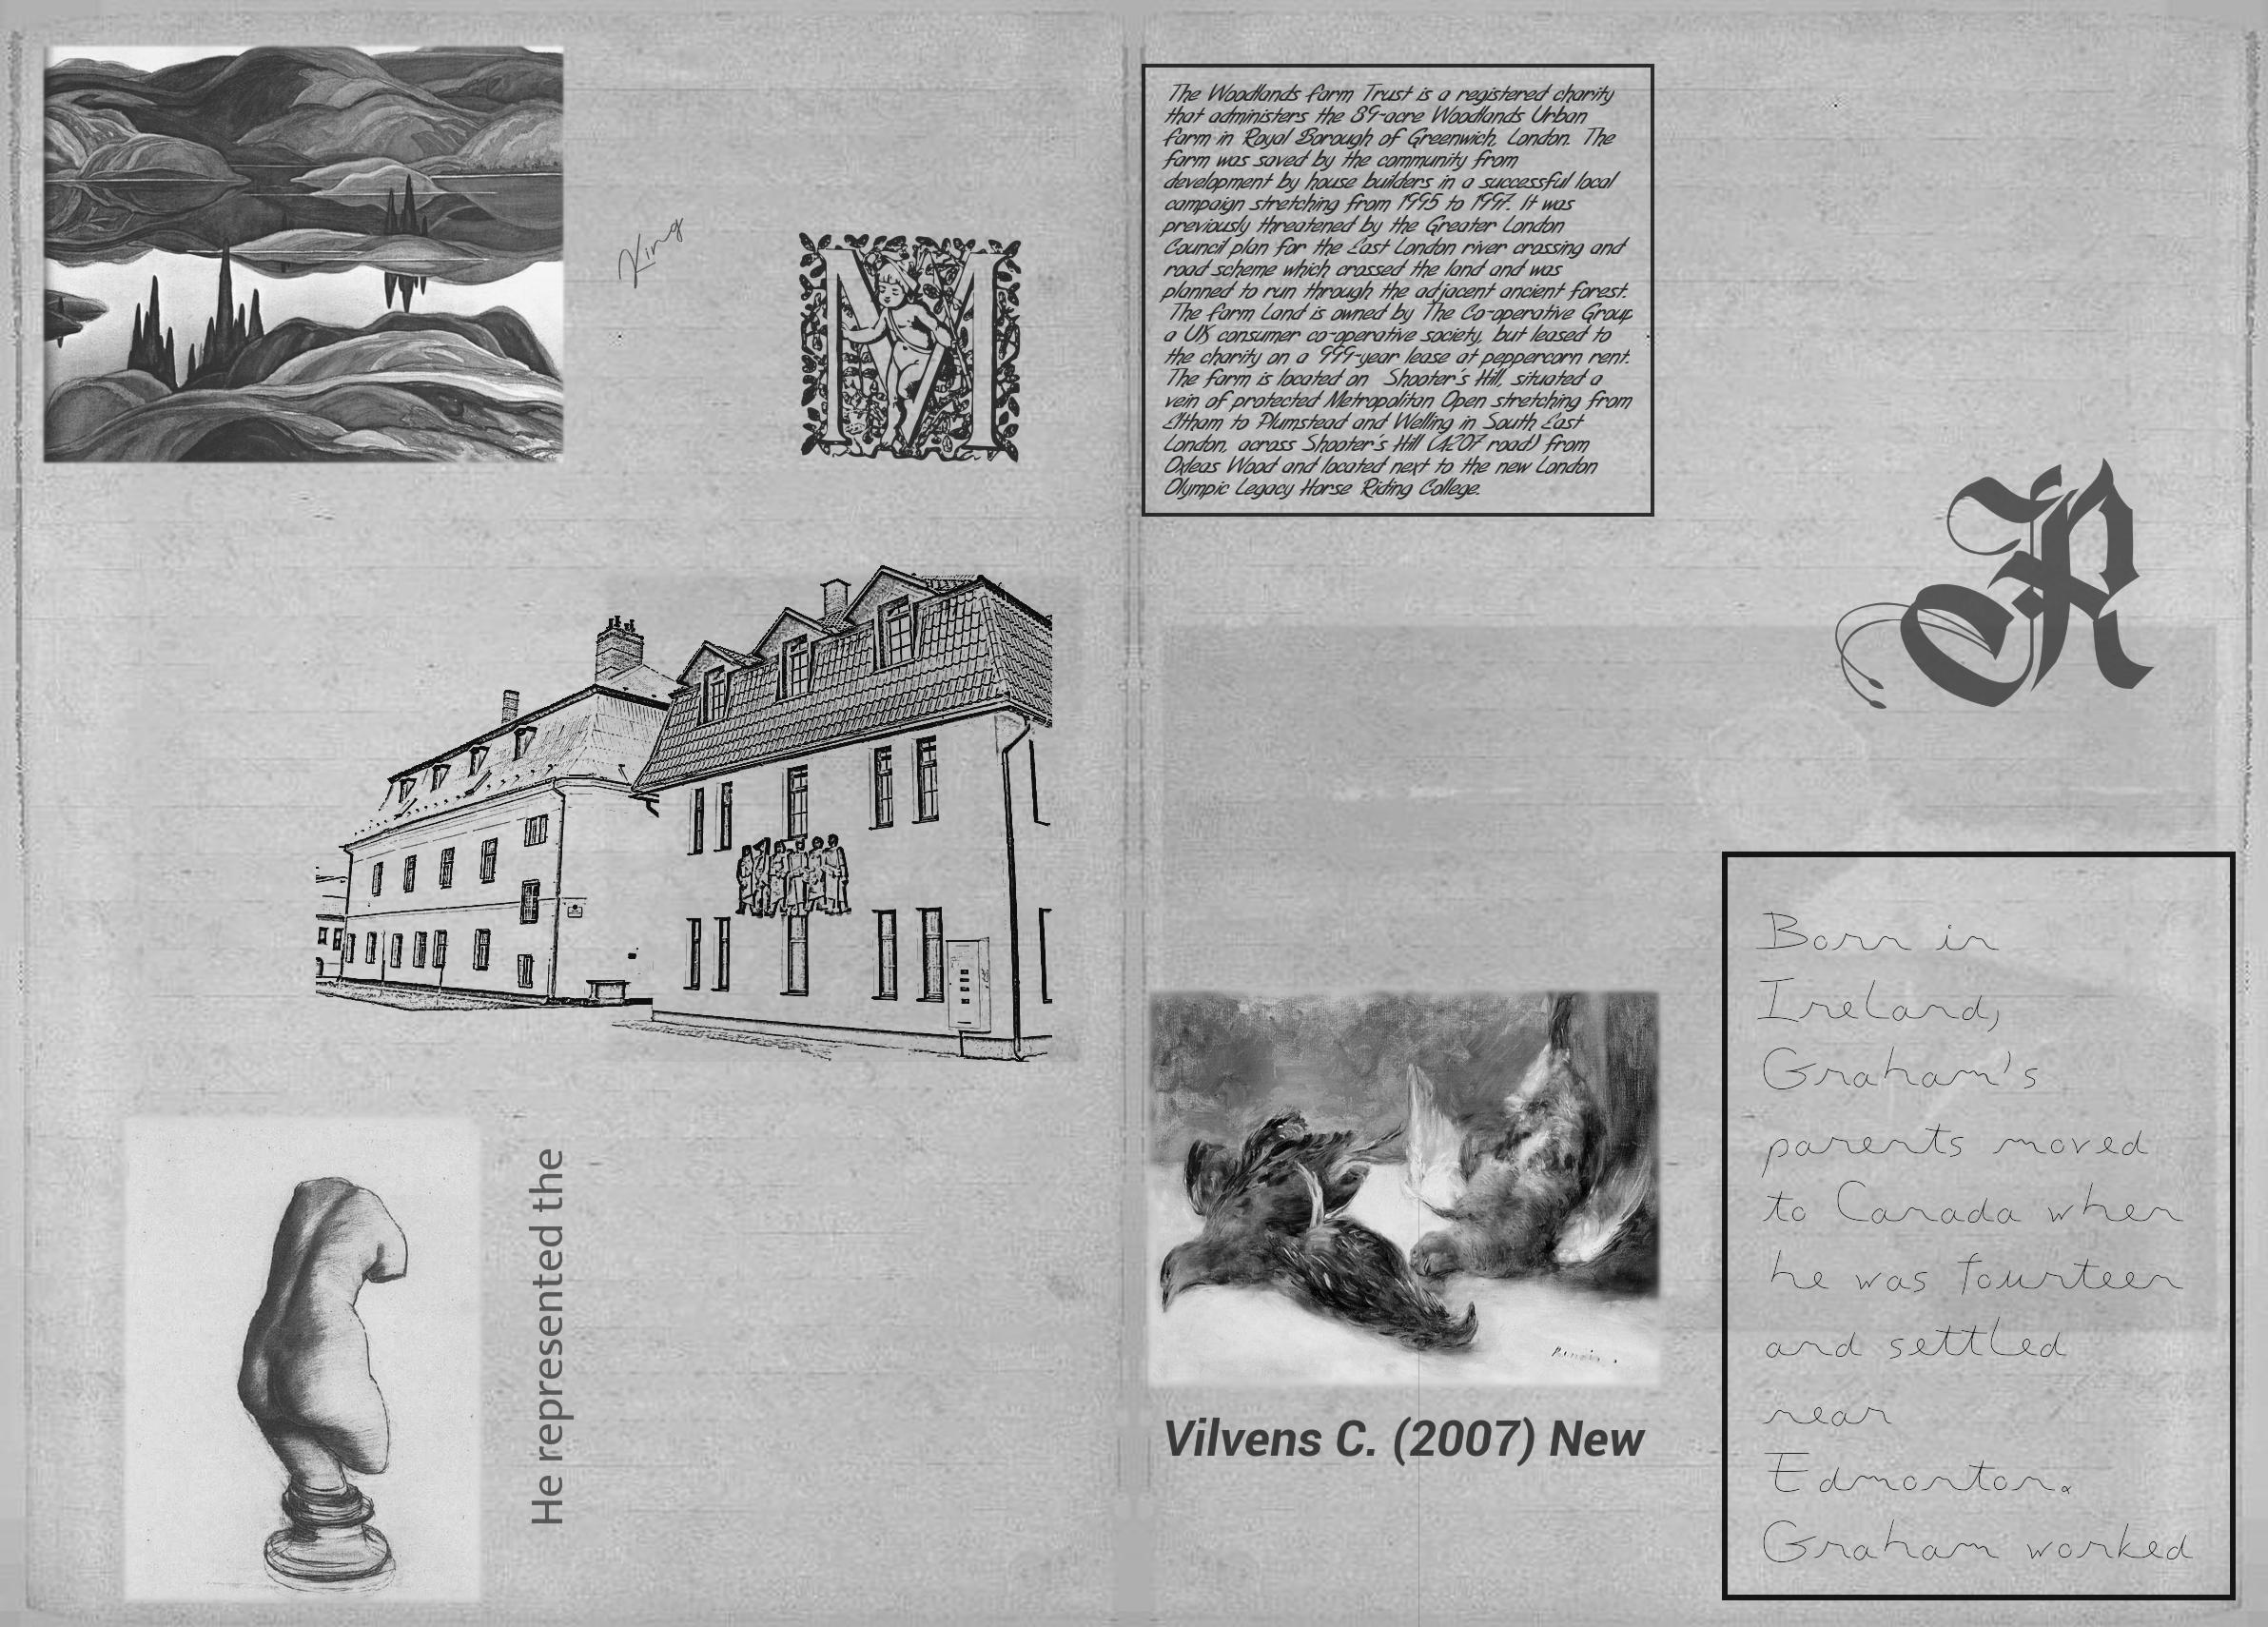 King
M
He represented the
The Woodlands Farm Trust is a registered charity
that administers the 89-acre Woodlands Urban
farm in Royal Borough of Greenwich, London. The
farm was saved by the community from
development by house builders in a successful local
campaign stretching from 1995 to 1997. It was
previously threatened by the Greater London
Council plan for the East London river crossing and
road scheme which crossed the land and was
planned to run through the adjacent ancient forest.
The farm Land is owned by The Co-operative Group
a UK consumer co-operative society, but leased to
the charity on a 999-year lease at peppercorn rent.
The farm is located on Shooter's Hill, situated a
vein of protected Metropolitan Open stretching from
Eltham to Plumstead and Welling in South East
London, across Shooter's Hill (A207 road) from
Oxleas Wood and located next to the new London
Olympic Legacy Horse Riding College.
R
Renoir.
Vilvens C. (2007) New
Born in
Ireland,
Graham's
parents moved
to Canada when
he was fourteen
and settled
near
Edmonton.
Graham worked